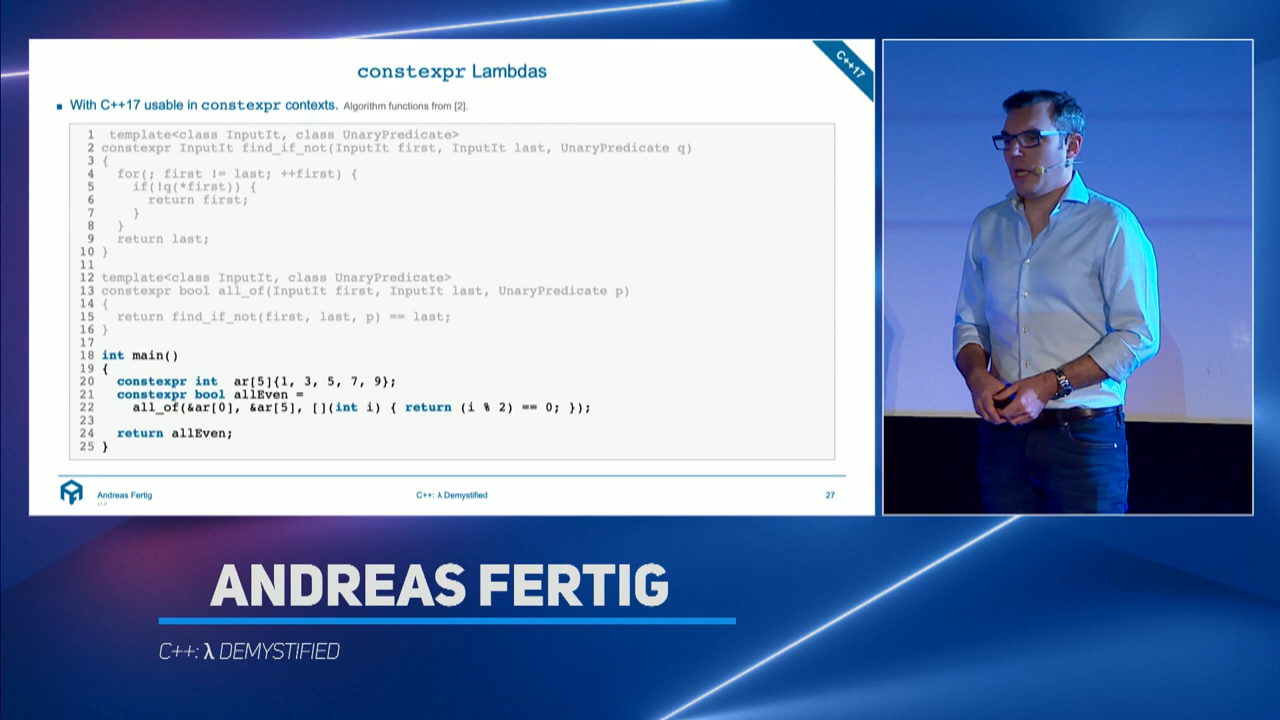 constexpr Lambdas
C++17
▪ With C++17 usable in constexpr contexts. Algorithm functions from [2].
1 template<class InputIt, class UnaryPredicate>
2 constexpr InputIt find_if_not(InputIt first, InputIt last, UnaryPredicate q)
3 {
4   for(; first != last; ++first) {
5     if(!q(*first)) {
6       return first;
7     }
8   }
9   return last;
10 }
11
12 template<class InputIt, class UnaryPredicate>
13 constexpr bool all_of(InputIt first, InputIt last, UnaryPredicate p)
14 {
15   return find_if_not(first, last, p) == last;
16 }
17
18 int main()
19 {
20   constexpr int  ar[5]{1, 3, 5, 7, 9};
21   constexpr bool allEven =
22     all_of(&ar[0], &ar[5], [](int i) { return (i % 2) == 0; });
23
24   return allEven;
25 }
Andreas Fertig
v1.0
C++: λ Demystified
27
ANDREAS FERTIG
C++: λ DEMYSTIFIED